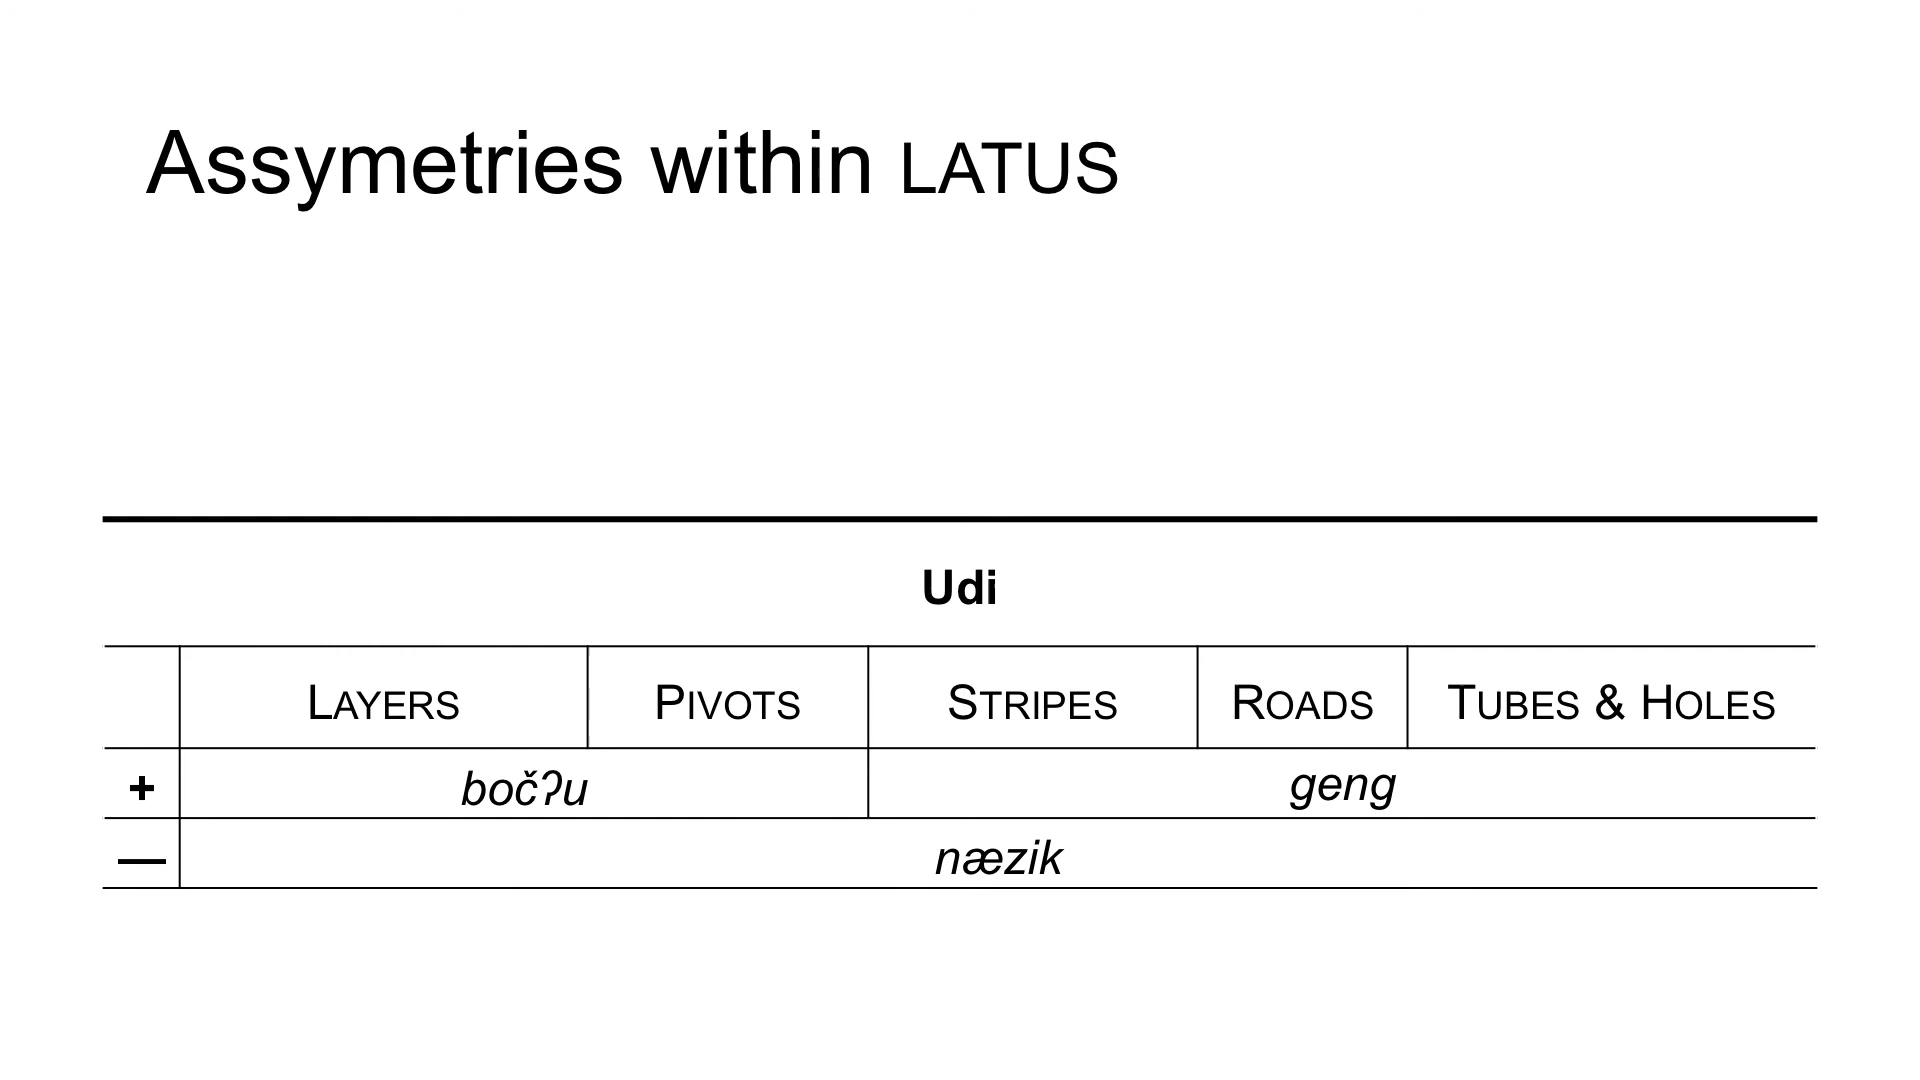 Assymetries within LATUS
Udi
LAYERS PIVOTS STRIPES ROADS TUBES & HOLES
+ bočʔu geng
— næzik